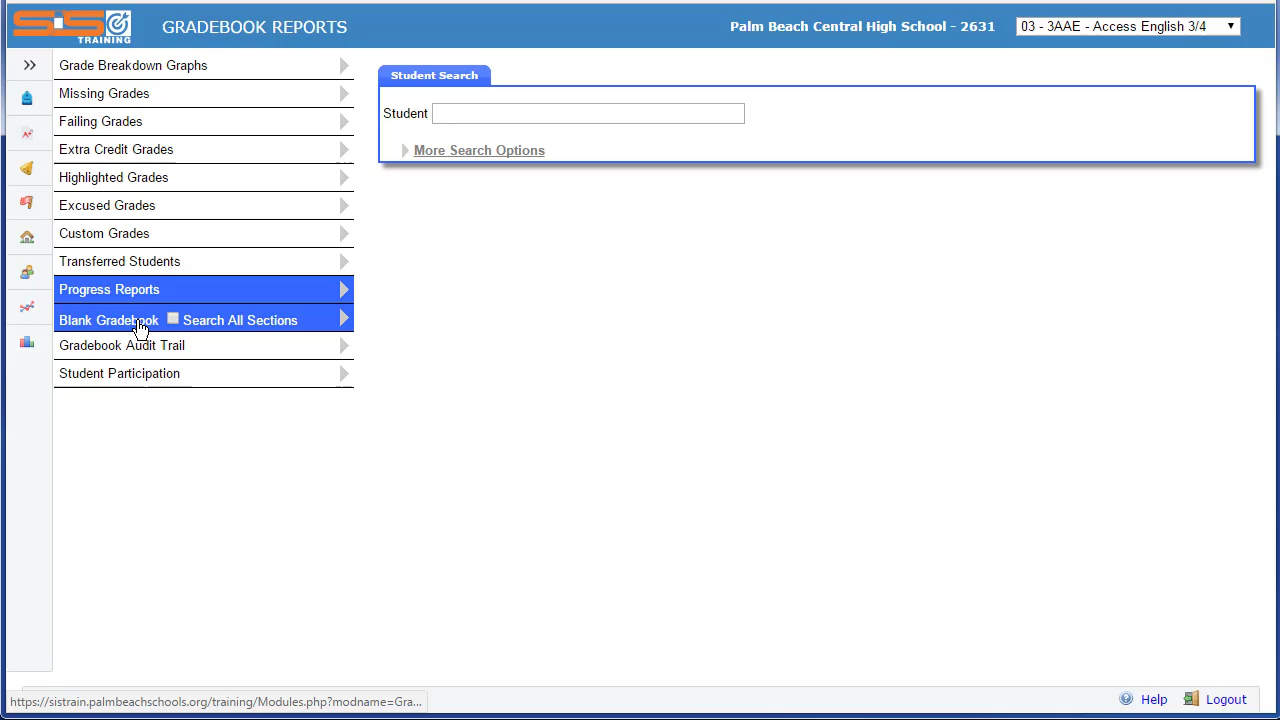 SIS
TRAINING
GRADEBOOK REPORTS
Palm Beach Central High School - 2631
03 - 3AAE - Access English 3/4
Grade Breakdown Graphs
Missing Grades
Failing Grades
Extra Credit Grades
Highlighted Grades
Excused Grades
Custom Grades
Transferred Students
Progress Reports
Blank Gradebook Search All Sections
Gradebook Audit Trail
Student Participation
Student Search
Student
More Search Options
https://sistrain.palmbeachschools.org/training/Modules.php?modname=Gra...
Help
Logout